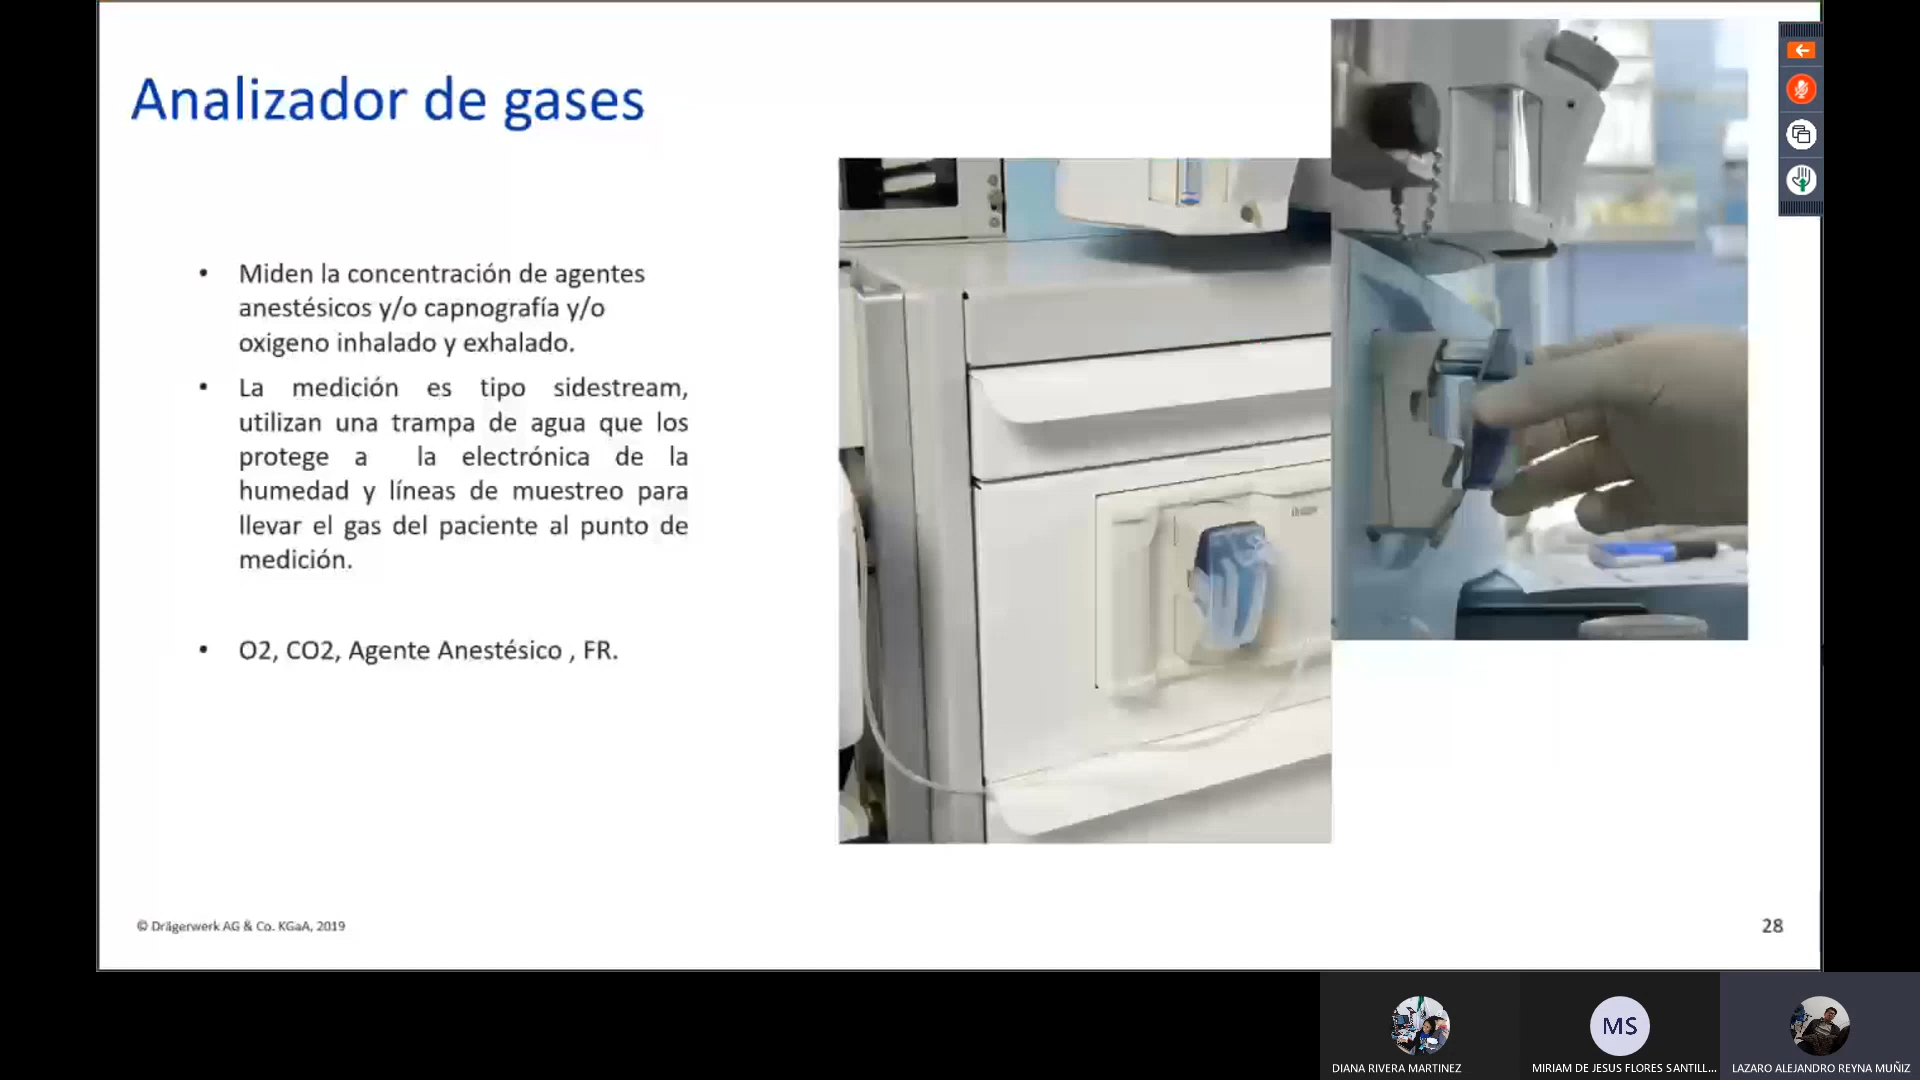 Analizador de gases
• Miden la concentración de agentes
anestésicos y/o capnografía y/o
oxigeno inhalado y exhalado.
• La medición es tipo sidestream,
utilizan una trampa de agua que los
protege a la electrónica de la
humedad y líneas de muestreo para
llevar el gas del paciente al punto de
medición.
• O2, CO2, Agente Anestésico , FR.
© Drägerwerk AG & Co. KGaA, 2019
28
MS
DIANA RIVERA MARTINEZ
MIRIAM DE JESUS FLORES SANTILL...
LAZARO ALEJANDRO REYNA MUÑIZ